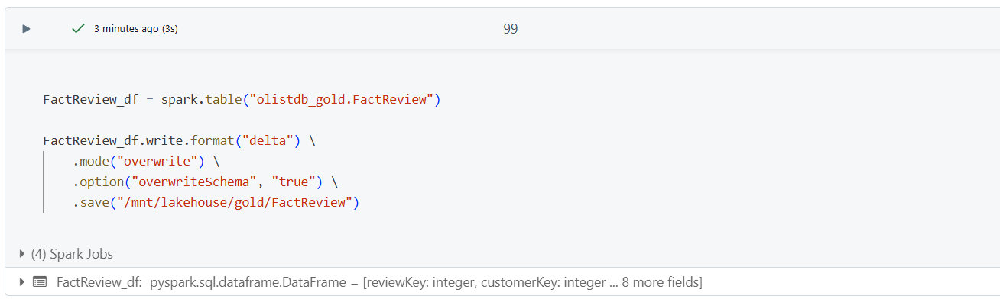 3 minutes ago (3s)
99
FactReview_df = spark.table("olistdb_gold.FactReview")
FactReview_df.write.format("delta") \
    .mode("overwrite") \
    .option("overwriteSchema", "true") \
    .save("/mnt/lakehouse/gold/FactReview")
(4) Spark Jobs
FactReview_df: pyspark.sql.dataframe.DataFrame = [reviewKey: integer, customerKey: integer ... 8 more fields]